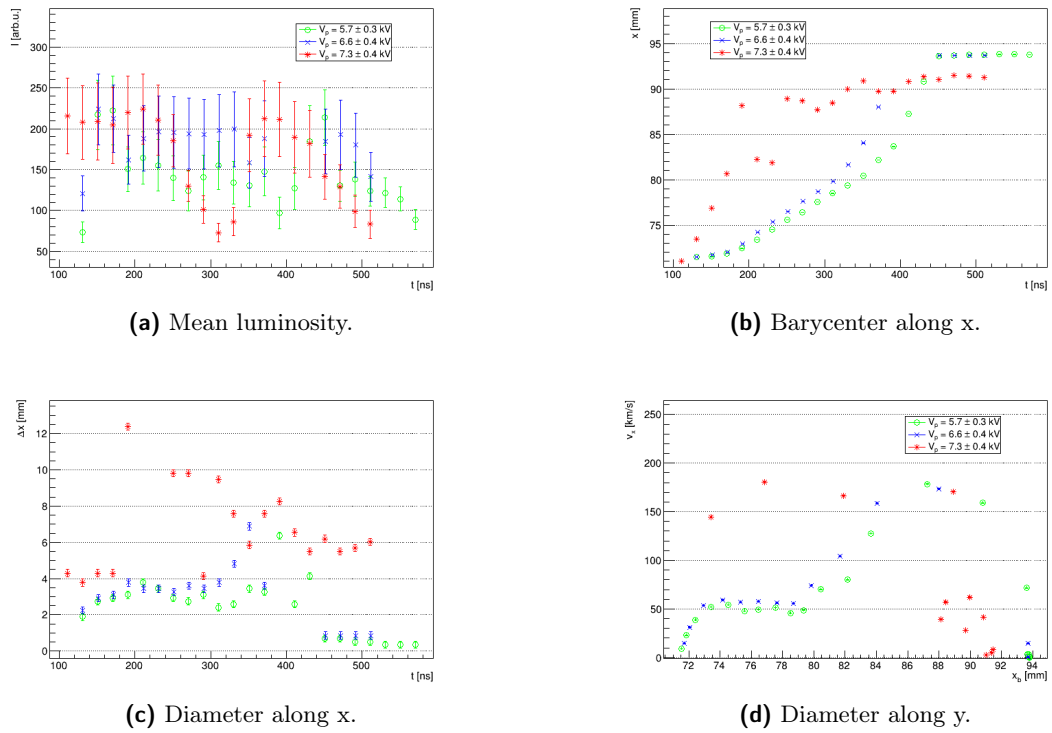 I [arb.u.]
300
250
200
150
100
50
100
200
300
400
500
t [ns]
V_p = 5.7 ± 0.3 kV
V_p = 6.6 ± 0.4 kV
V_p = 7.3 ± 0.4 kV
(a) Mean luminosity.
x [mm]
95
90
85
80
75
100
200
300
400
500
t [ns]
V_p = 5.7 ± 0.3 kV
V_p = 6.6 ± 0.4 kV
V_p = 7.3 ± 0.4 kV
(b) Barycenter along x.
Δx [mm]
12
10
8
6
4
2
0
100
200
300
400
500
t [ns]
(c) Diameter along x.
v_x [km/s]
250
200
150
100
50
0
72
74
76
78
80
82
84
86
88
90
92
94
x_b [mm]
V_p = 5.7 ± 0.3 kV
V_p = 6.6 ± 0.4 kV
V_p = 7.3 ± 0.4 kV
(d) Diameter along y.